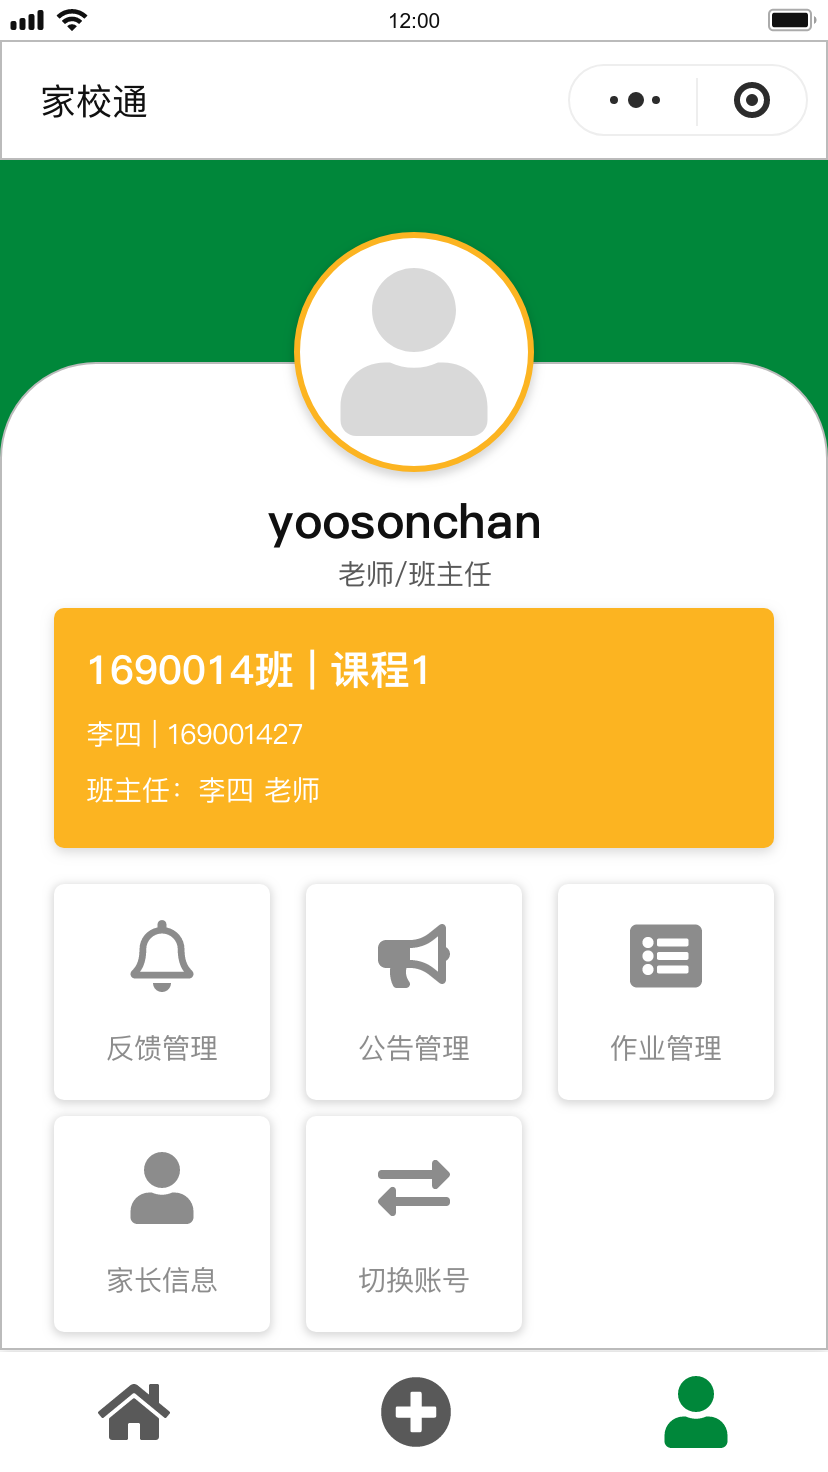 12:00
家校通
yoosonchan
老师/班主任
1690014班 | 课程1
李四 | 169001427
班主任：李四 老师
反馈管理
公告管理
作业管理
家长信息
切换账号